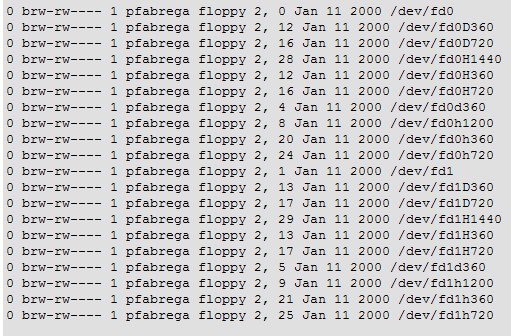 0 brw-rw---- 1 pfabrega floppy 2, 0 Jan 11 2000 /dev/fd0
0 brw-rw---- 1 pfabrega floppy 2, 12 Jan 11 2000 /dev/fd0D360
0 brw-rw---- 1 pfabrega floppy 2, 16 Jan 11 2000 /dev/fd0D720
0 brw-rw---- 1 pfabrega floppy 2, 28 Jan 11 2000 /dev/fd0H1440
0 brw-rw---- 1 pfabrega floppy 2, 12 Jan 11 2000 /dev/fd0H360
0 brw-rw---- 1 pfabrega floppy 2, 16 Jan 11 2000 /dev/fd0H720
0 brw-rw---- 1 pfabrega floppy 2, 4 Jan 11 2000 /dev/fd0d360
0 brw-rw---- 1 pfabrega floppy 2, 8 Jan 11 2000 /dev/fd0h1200
0 brw-rw---- 1 pfabrega floppy 2, 20 Jan 11 2000 /dev/fd0h360
0 brw-rw---- 1 pfabrega floppy 2, 24 Jan 11 2000 /dev/fd0h720
0 brw-rw---- 1 pfabrega floppy 2, 1 Jan 11 2000 /dev/fd1
0 brw-rw---- 1 pfabrega floppy 2, 13 Jan 11 2000 /dev/fd1D360
0 brw-rw---- 1 pfabrega floppy 2, 17 Jan 11 2000 /dev/fd1D720
0 brw-rw---- 1 pfabrega floppy 2, 29 Jan 11 2000 /dev/fd1H1440
0 brw-rw---- 1 pfabrega floppy 2, 13 Jan 11 2000 /dev/fd1H360
0 brw-rw---- 1 pfabrega floppy 2, 17 Jan 11 2000 /dev/fd1H720
0 brw-rw---- 1 pfabrega floppy 2, 5 Jan 11 2000 /dev/fd1d360
0 brw-rw---- 1 pfabrega floppy 2, 9 Jan 11 2000 /dev/fd1h1200
0 brw-rw---- 1 pfabrega floppy 2, 21 Jan 11 2000 /dev/fd1h360
0 brw-rw---- 1 pfabrega floppy 2, 25 Jan 11 2000 /dev/fd1h720